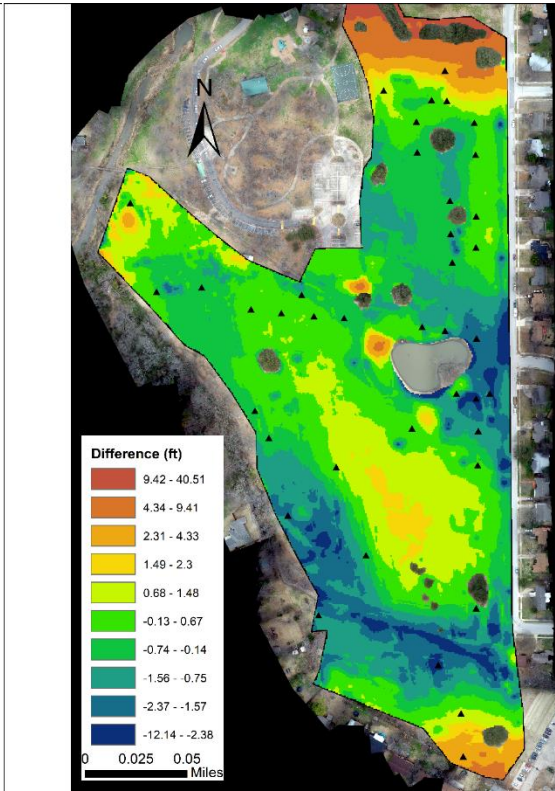 N
Difference (ft)
9.42 - 40.51
4.34 - 9.41
2.31 - 4.33
1.49 - 2.3
0.68 - 1.48
-0.13 - 0.67
-0.74 - -0.14
-1.56 - -0.75
-2.37 - -1.57
-12.14 - -2.38
0 0.025 0.05
Miles